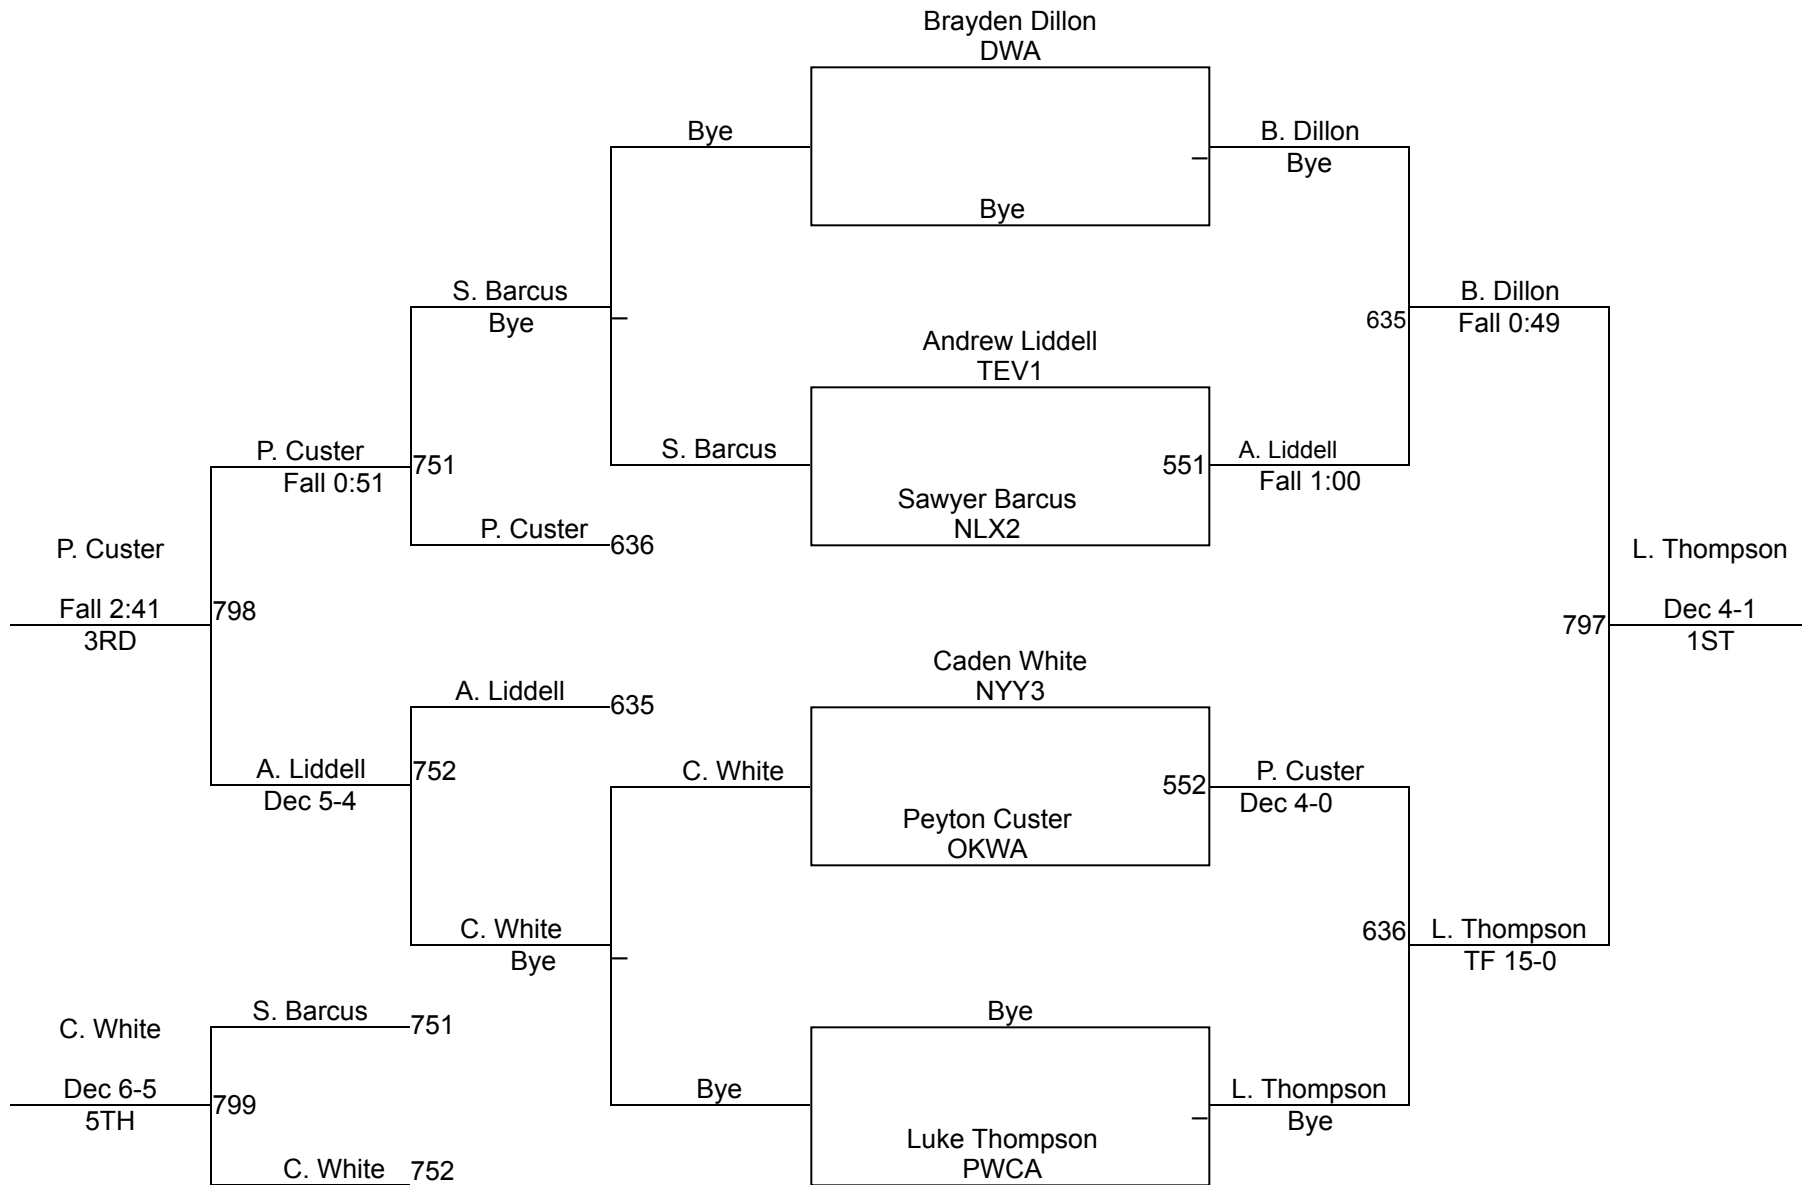 Brayden Dillon
DWA
Bye
B. Dillon
Bye
Bye
S. Barcus
Bye
B. Dillon
635
Fall 0:49
Andrew Liddell
TEV1
P. Custer
751
S. Barcus
551
A. Liddell
Fall 0:51
Fall 1:00
Sawyer Barcus
NLX2
P. Custer
636
P. Custer
L. Thompson
Fall 2:41
798
Dec 4-1
3RD
797
1ST
Caden White
NYY3
A. Liddell
635
A. Liddell
752
C. White
552
P. Custer
Dec 5-4
Dec 4-0
Peyton Custer
OKWA
C. White
636
L. Thompson
Bye
TF 15-0
S. Barcus
751
Bye
C. White
Dec 6-5
799
Bye
L. Thompson
5TH
Bye
Luke Thompson
PWCA
C. White
752